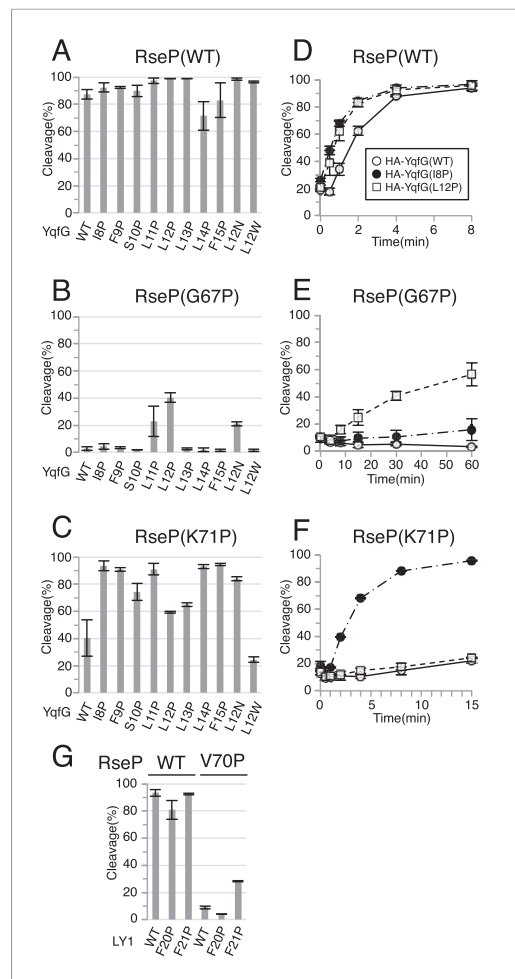 A
RseP(WT)
Cleavage(%)
100
80
60
40
20
0
YqfG
WT
I8P
F9P
S10P
L11P
L12P
L13P
L14P
F15P
L12N
L12W
D
RseP(WT)
Cleavage(%)
100
80
60
40
20
0
HA-YqfG(WT)
HA-YqfG(I8P)
HA-YqfG(L12P)
0 2 4 6 8
Time(min)
B
RseP(G67P)
Cleavage(%)
100
80
60
40
20
0
YqfG
WT
I8P
F9P
S10P
L11P
L12P
L13P
L14P
F15P
L12N
L12W
E
RseP(G67P)
Cleavage(%)
100
80
60
40
20
0
0 10 20 30 40 50 60
Time(min)
C
RseP(K71P)
Cleavage(%)
100
80
60
40
20
0
YqfG
WT
I8P
F9P
S10P
L11P
L12P
L13P
L14P
F15P
L12N
L12W
F
RseP(K71P)
Cleavage(%)
100
80
60
40
20
0
0 5 10 15
Time(min)
G
RseP WT V70P
Cleavage(%)
100
80
60
40
20
0
LY1
WT
F20P
F21P
WT
F20P
F21P